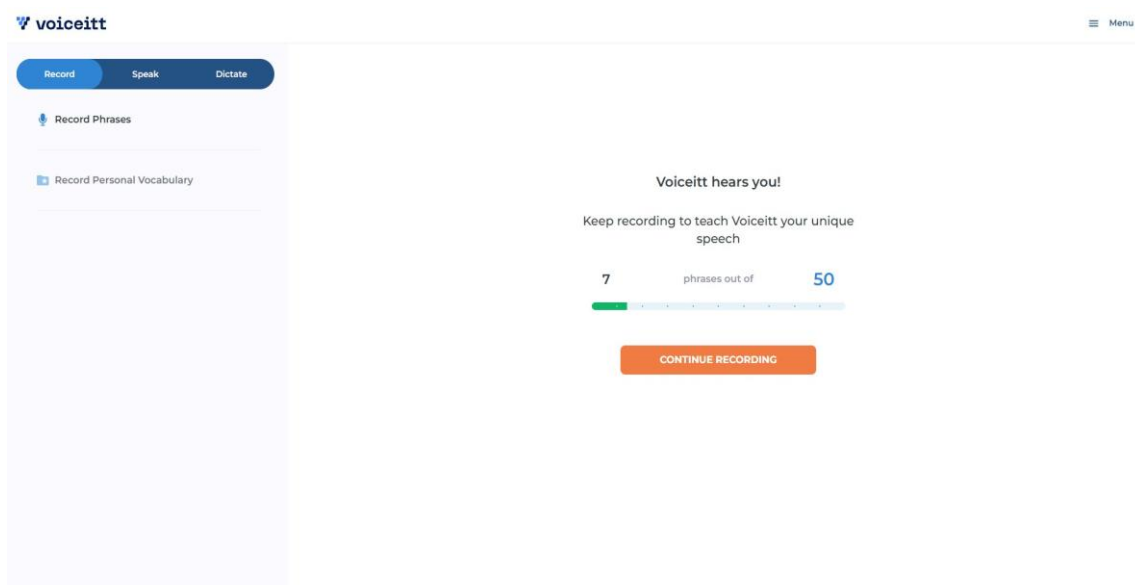 voiceitt
Menu
Record Speak Dictate
Record Phrases
Record Personal Vocabulary
Voiceitt hears you!
Keep recording to teach Voiceitt your unique
speech
7 phrases out of 50
CONTINUE RECORDING